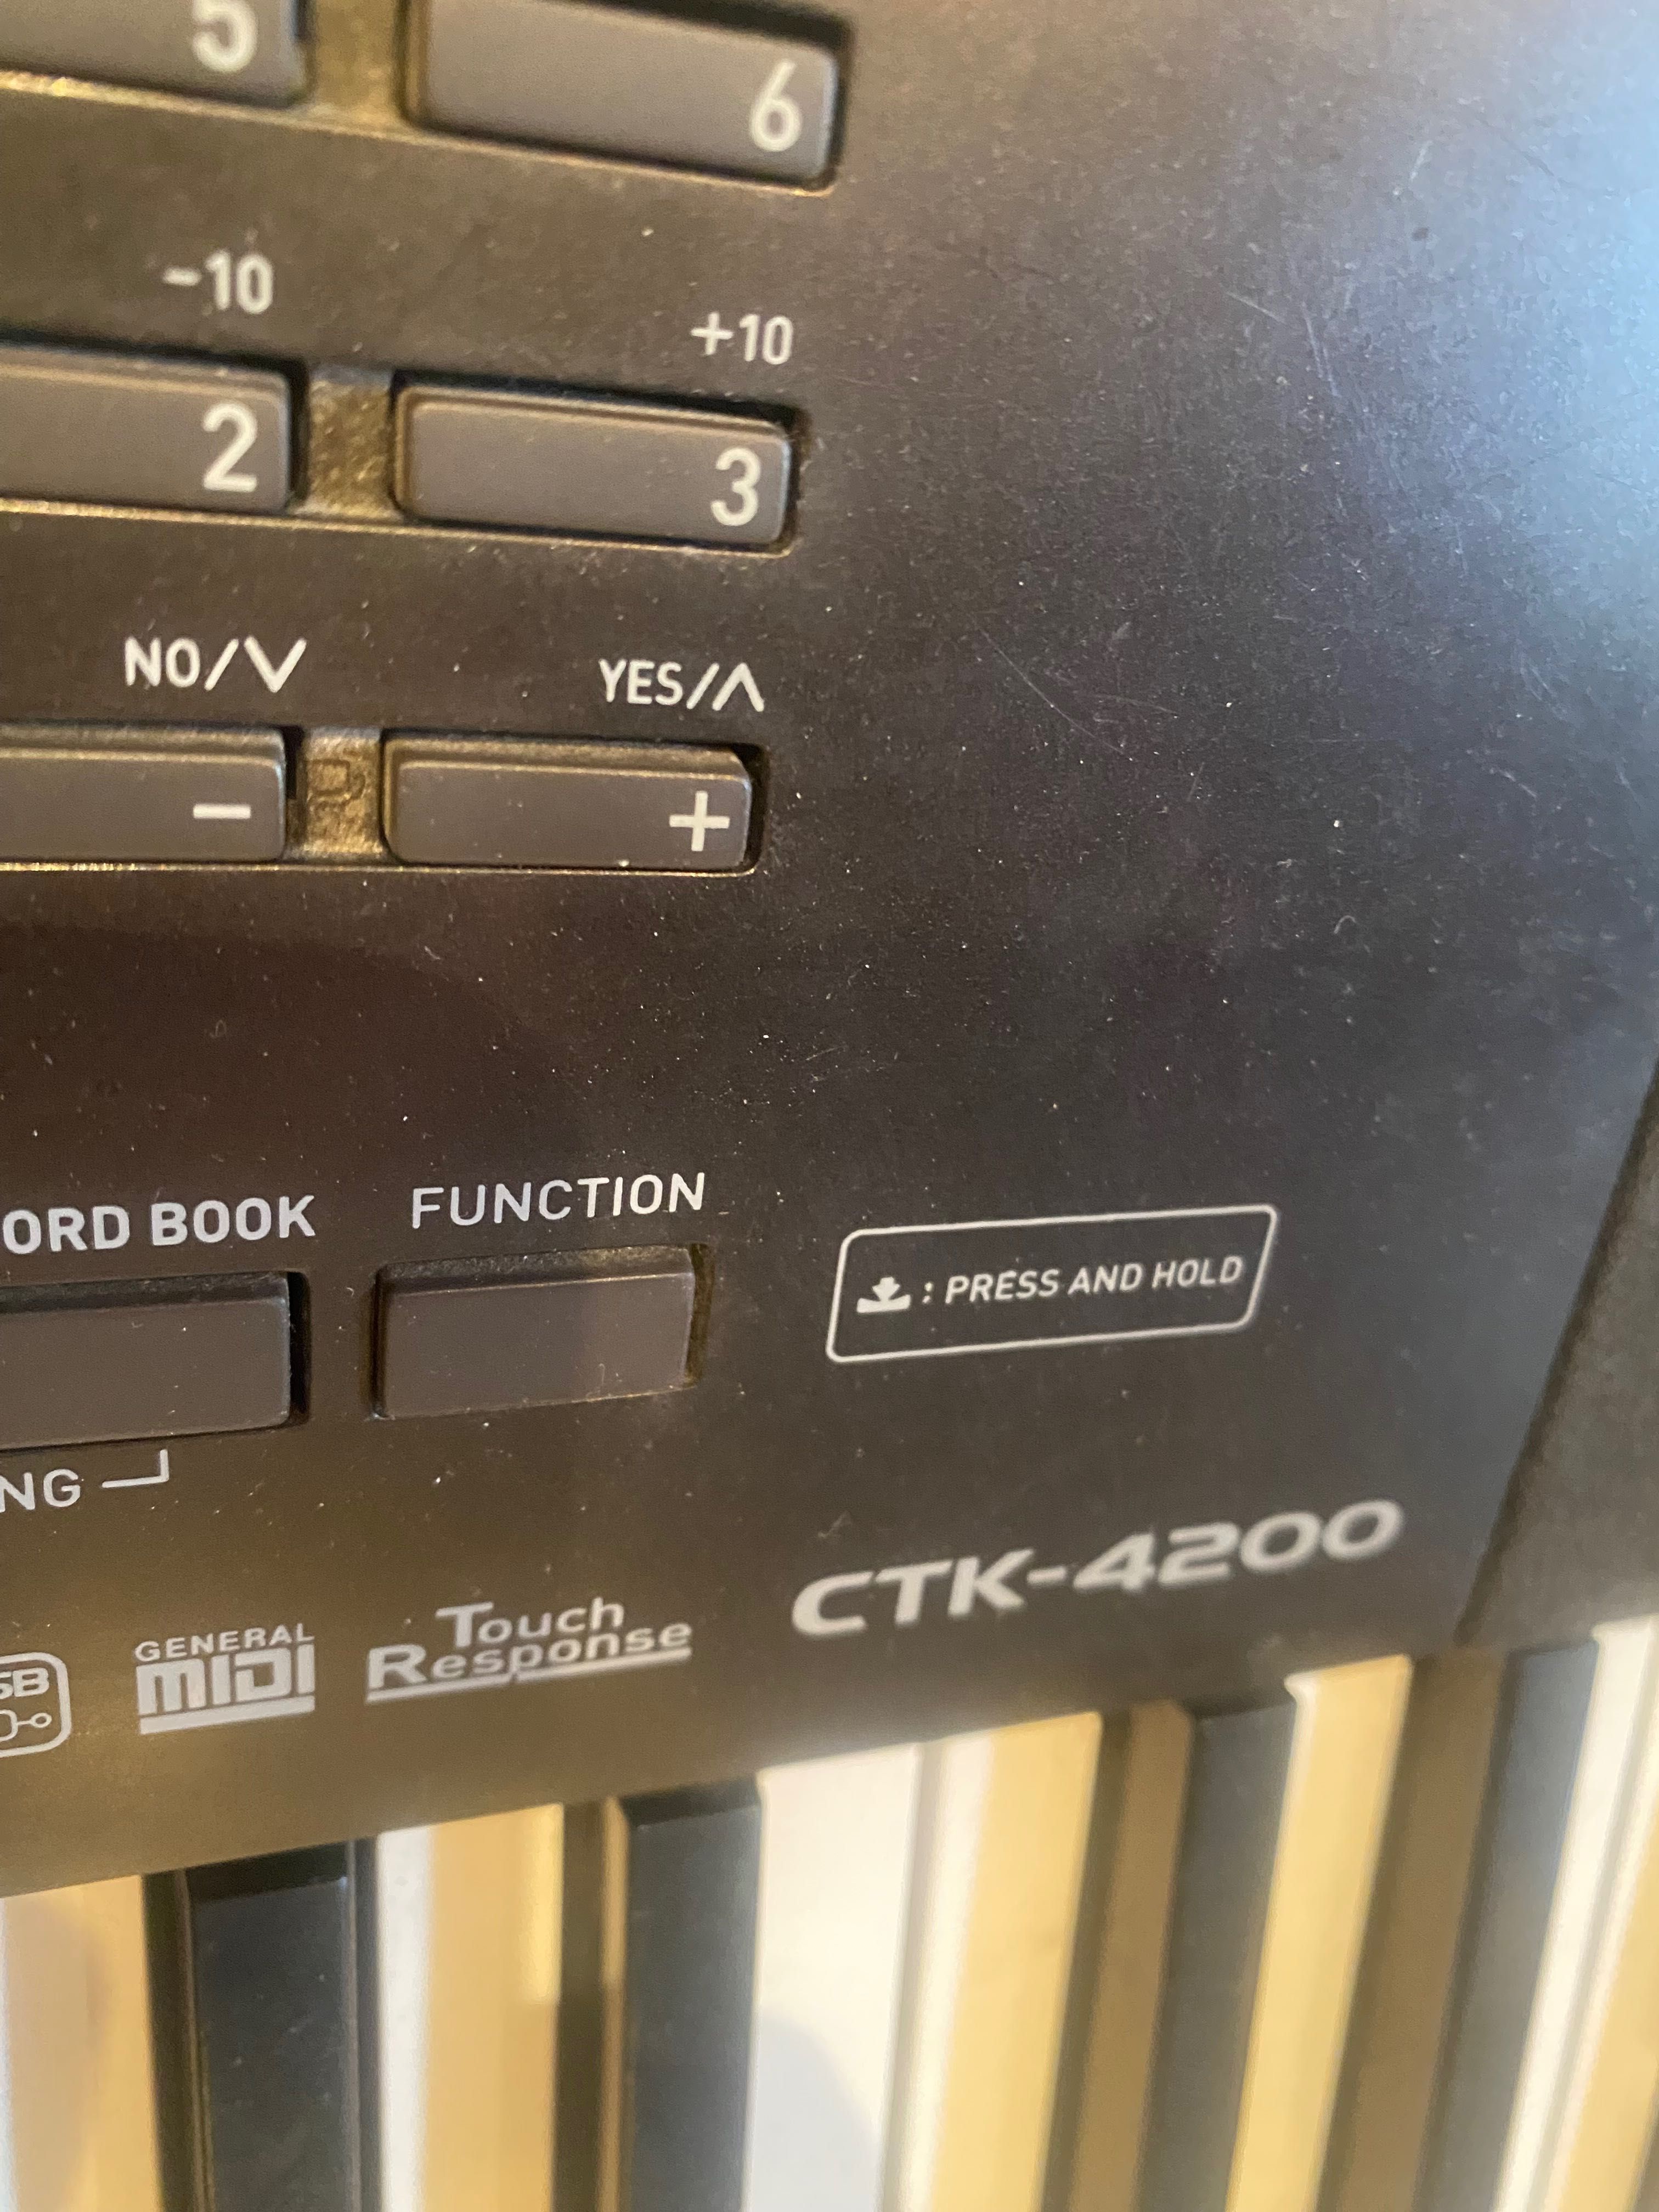 5
6
-10
+10
2
3
NO/∨
YES/∧
-
+
ORD BOOK
FUNCTION
: PRESS AND HOLD
NG
CTK-4200
SB
GENERAL
MIDI
Touch
Response